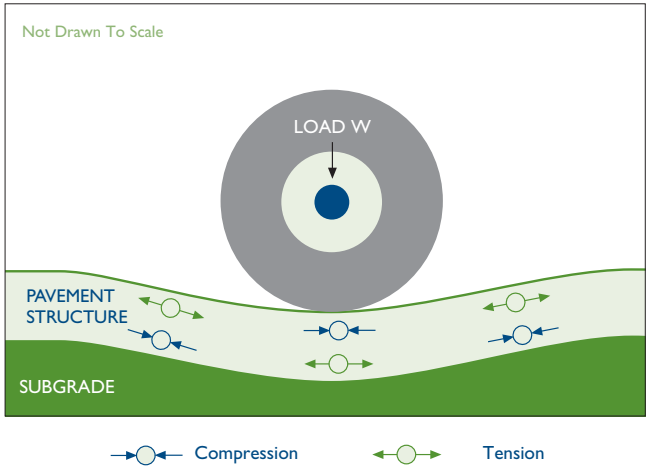 Not Drawn To Scale
LOAD W
PAVEMENT
STRUCTURE
SUBGRADE
Compression
Tension